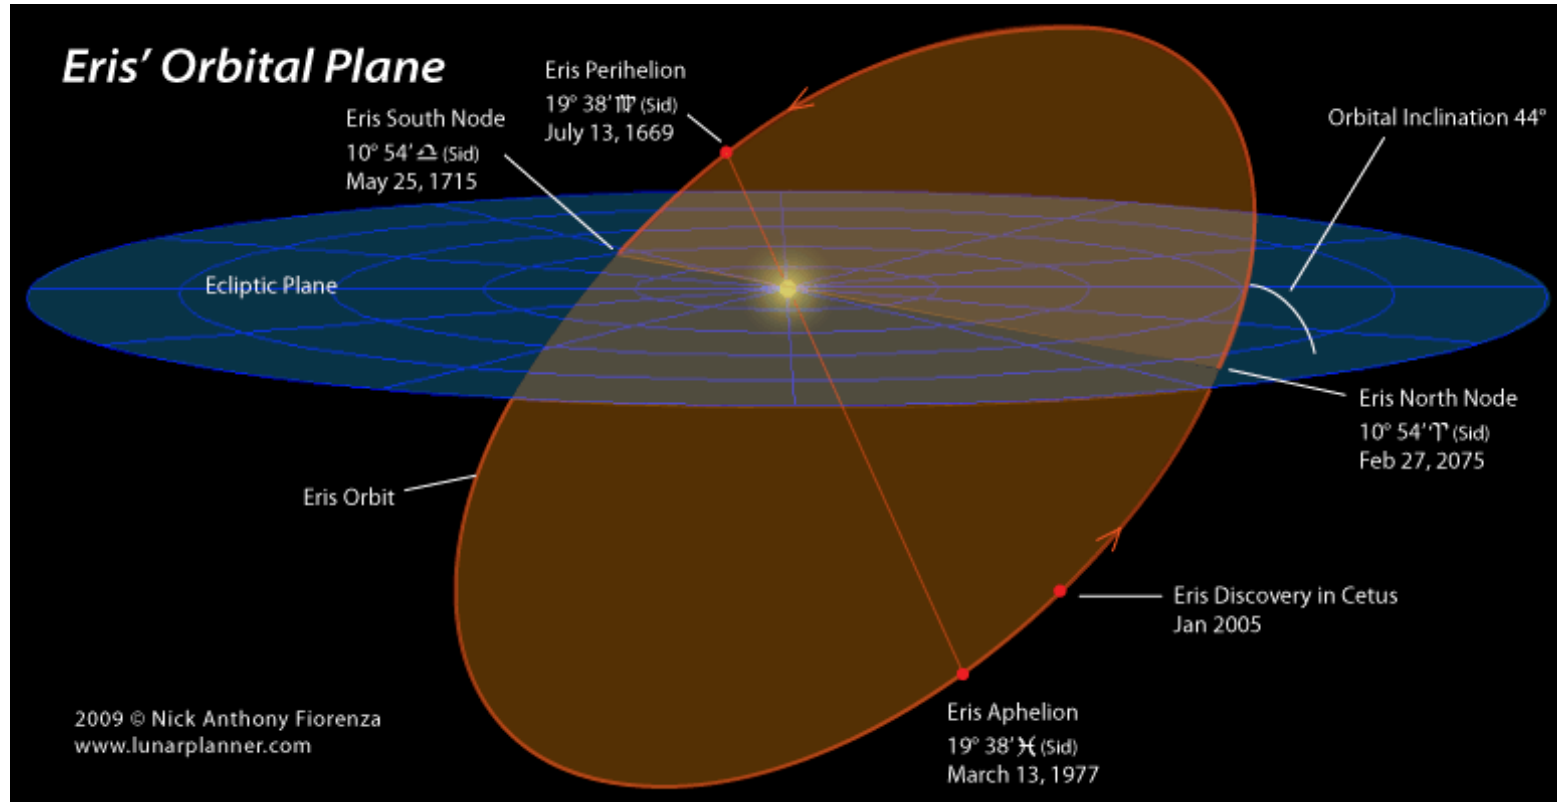 Eris' Orbital Plane
Eris Perihelion
19° 38' ♍ (Sid)
July 13, 1669
Eris South Node
10° 54' ♎ (Sid)
May 25, 1715
Orbital Inclination 44°
Ecliptic Plane
Eris North Node
10° 54' ♈ (Sid)
Feb 27, 2075
Eris Orbit
Eris Discovery in Cetus
Jan 2005
Eris Aphelion
19° 38' ♓ (Sid)
March 13, 1977
2009 © Nick Anthony Fiorenza
www.lunarplanner.com